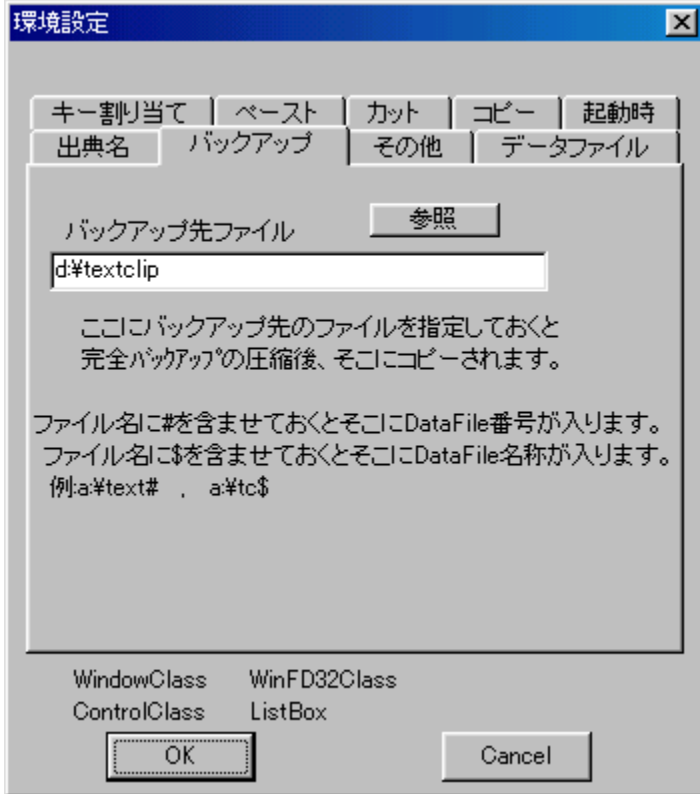 環境設定
キー割り当て ペースト カット コピー 起動時
出典名 バックアップ その他 データファイル
バックアップ先ファイル 参照
d:¥textclip
ここにバックアップ先のファイルを指定しておくと
完全ﾊﾞｯｸｱｯﾌﾟの圧縮後、そこにコピーされます。
ファイル名に#を含ませておくとそこにDataFile番号が入ります。
ファイル名に$を含ませておくとそこにDataFile名称が入ります。
例:a:¥text# , a:¥tc$
WindowClass WinFD32Class
ControlClass ListBox
OK Cancel